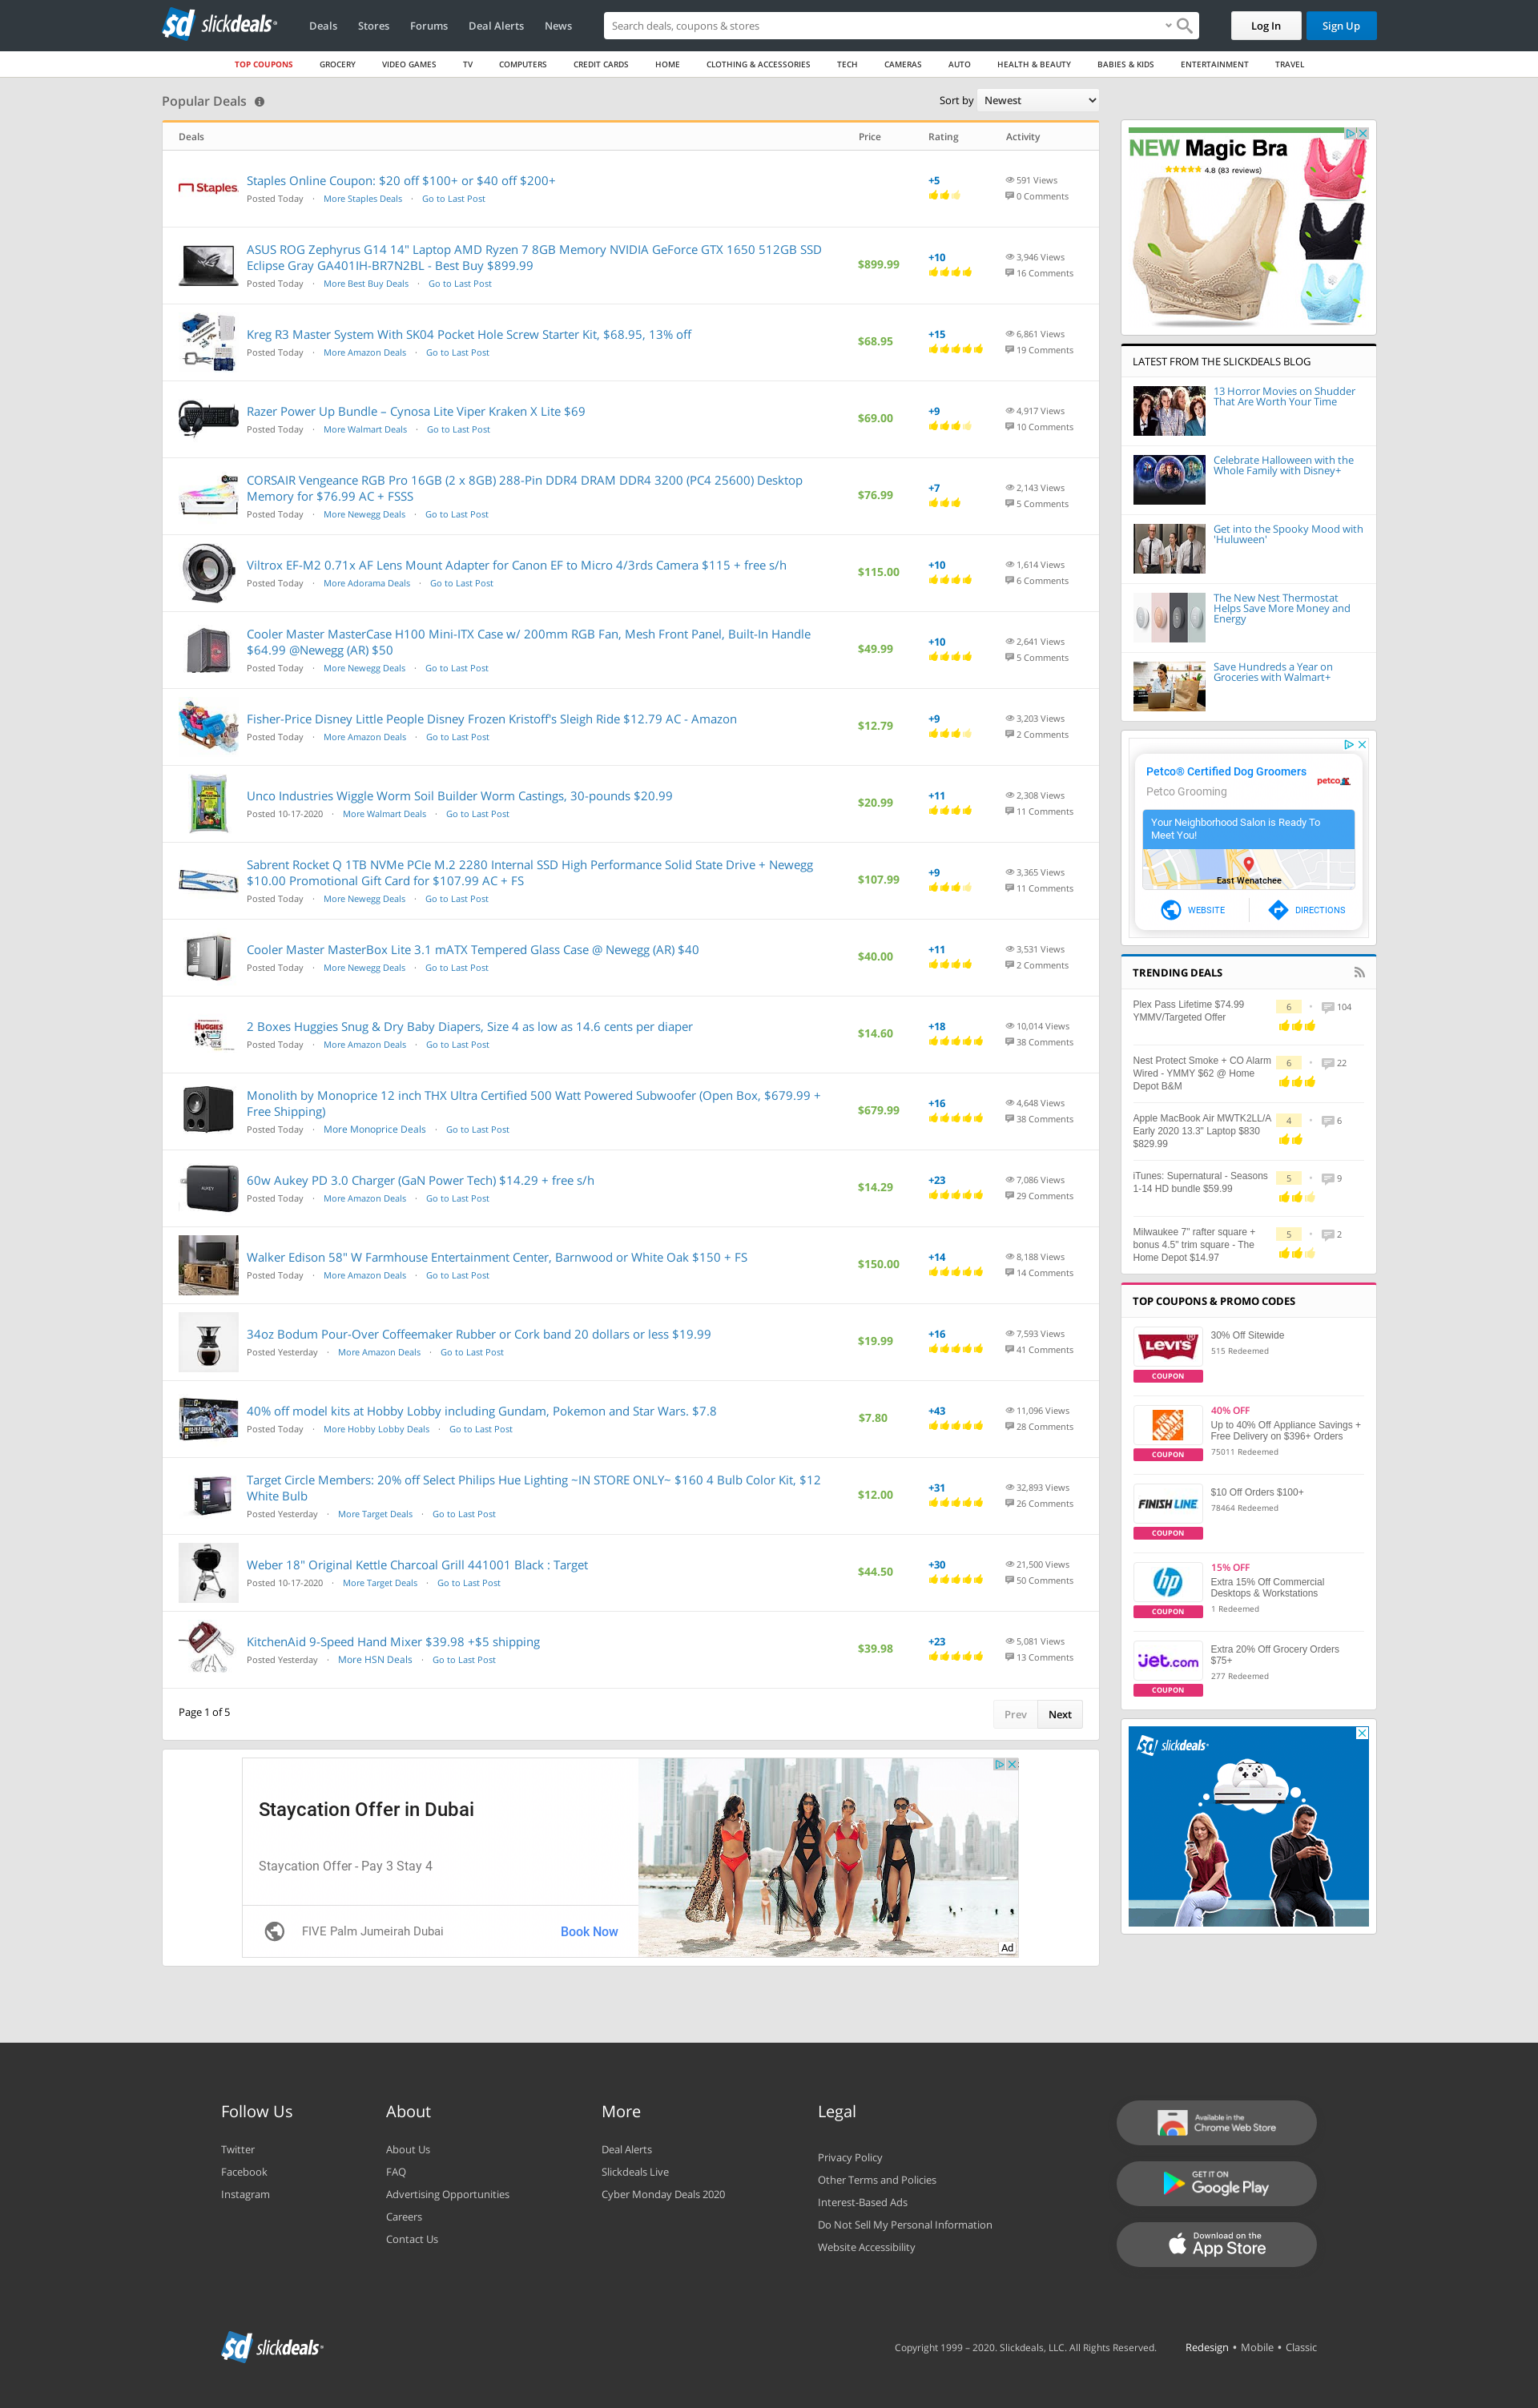 sd slickdeals
Deals Stores Forums Deal Alerts News
Search deals, coupons & stores
Log In
Sign Up
TOP COUPONS GROCERY VIDEO GAMES TV COMPUTERS CREDIT CARDS HOME CLOTHING & ACCESSORIES TECH CAMERAS AUTO HEALTH & BEAUTY BABIES & KIDS ENTERTAINMENT TRAVEL
Popular Deals
Sort by Newest
Deals Price Rating Activity
Staples
Staples Online Coupon: $20 off $100+ or $40 off $200+
Posted Today · More Staples Deals · Go to Last Post
+5
591 Views
0 Comments
ASUS ROG Zephyrus G14 14" Laptop AMD Ryzen 7 8GB Memory NVIDIA GeForce GTX 1650 512GB SSD
Eclipse Gray GA401IH-BR7N2BL - Best Buy $899.99
Posted Today · More Best Buy Deals · Go to Last Post
$899.99
+10
3,946 Views
16 Comments
Kreg R3 Master System With SK04 Pocket Hole Screw Starter Kit, $68.95, 13% off
Posted Today · More Amazon Deals · Go to Last Post
$68.95
+15
6,861 Views
19 Comments
Razer Power Up Bundle – Cynosa Lite Viper Kraken X Lite $69
Posted Today · More Walmart Deals · Go to Last Post
$69.00
+9
4,917 Views
10 Comments
CORSAIR Vengeance RGB Pro 16GB (2 x 8GB) 288-Pin DDR4 DRAM DDR4 3200 (PC4 25600) Desktop
Memory for $76.99 AC + FSSS
Posted Today · More Newegg Deals · Go to Last Post
$76.99
+7
2,143 Views
5 Comments
Viltrox EF-M2 0.71x AF Lens Mount Adapter for Canon EF to Micro 4/3rds Camera $115 + free s/h
Posted Today · More Adorama Deals · Go to Last Post
$115.00
+10
1,614 Views
6 Comments
Cooler Master MasterCase H100 Mini-ITX Case w/ 200mm RGB Fan, Mesh Front Panel, Built-In Handle
$64.99 @Newegg (AR) $50
Posted Today · More Newegg Deals · Go to Last Post
$49.99
+10
2,641 Views
5 Comments
Fisher-Price Disney Little People Disney Frozen Kristoff's Sleigh Ride $12.79 AC - Amazon
Posted Today · More Amazon Deals · Go to Last Post
$12.79
+9
3,203 Views
2 Comments
Unco Industries Wiggle Worm Soil Builder Worm Castings, 30-pounds $20.99
Posted 10-17-2020 · More Walmart Deals · Go to Last Post
$20.99
+11
2,308 Views
11 Comments
Sabrent Rocket Q 1TB NVMe PCIe M.2 2280 Internal SSD High Performance Solid State Drive + Newegg
$10.00 Promotional Gift Card for $107.99 AC + FS
Posted Today · More Newegg Deals · Go to Last Post
$107.99
+9
3,365 Views
11 Comments
Cooler Master MasterBox Lite 3.1 mATX Tempered Glass Case @ Newegg (AR) $40
Posted Today · More Newegg Deals · Go to Last Post
$40.00
+11
3,531 Views
2 Comments
HUGGIES
2 Boxes Huggies Snug & Dry Baby Diapers, Size 4 as low as 14.6 cents per diaper
Posted Today · More Amazon Deals · Go to Last Post
$14.60
+18
10,014 Views
38 Comments
Monolith by Monoprice 12 inch THX Ultra Certified 500 Watt Powered Subwoofer (Open Box, $679.99 +
Free Shipping)
Posted Today · More Monoprice Deals · Go to Last Post
$679.99
+16
4,648 Views
38 Comments
AUKEY
60w Aukey PD 3.0 Charger (GaN Power Tech) $14.29 + free s/h
Posted Today · More Amazon Deals · Go to Last Post
$14.29
+23
7,086 Views
29 Comments
Walker Edison 58" W Farmhouse Entertainment Center, Barnwood or White Oak $150 + FS
Posted Today · More Amazon Deals · Go to Last Post
$150.00
+14
8,188 Views
14 Comments
34oz Bodum Pour-Over Coffeemaker Rubber or Cork band 20 dollars or less $19.99
Posted Yesterday · More Amazon Deals · Go to Last Post
$19.99
+16
7,593 Views
41 Comments
40% off model kits at Hobby Lobby including Gundam, Pokemon and Star Wars. $7.8
Posted Today · More Hobby Lobby Deals · Go to Last Post
$7.80
+43
11,096 Views
28 Comments
Target Circle Members: 20% off Select Philips Hue Lighting ~IN STORE ONLY~ $160 4 Bulb Color Kit, $12
White Bulb
Posted Yesterday · More Target Deals · Go to Last Post
$12.00
+31
32,893 Views
26 Comments
Weber 18" Original Kettle Charcoal Grill 441001 Black : Target
Posted 10-17-2020 · More Target Deals · Go to Last Post
$44.50
+30
21,500 Views
50 Comments
KitchenAid 9-Speed Hand Mixer $39.98 +$5 shipping
Posted Yesterday · More HSN Deals · Go to Last Post
$39.98
+23
5,081 Views
13 Comments
Page 1 of 5
Prev Next
Staycation Offer in Dubai
Staycation Offer - Pay 3 Stay 4
FIVE Palm Jumeirah Dubai
Book Now
Ad
NEW Magic Bra
4.8 (83 reviews)
LATEST FROM THE SLICKDEALS BLOG
13 Horror Movies on Shudder
That Are Worth Your Time
Celebrate Halloween with the
Whole Family with Disney+
Get into the Spooky Mood with
'Huluween'
The New Nest Thermostat
Helps Save More Money and
Energy
Save Hundreds a Year on
Groceries with Walmart+
Petco® Certified Dog Groomers
Petco Grooming
petco
Your Neighborhood Salon is Ready To
Meet You!
East Wenatchee
WEBSITE DIRECTIONS
TRENDING DEALS
Plex Pass Lifetime $74.99
YMMV/Targeted Offer
6 · 104
Nest Protect Smoke + CO Alarm
Wired - YMMY $62 @ Home
Depot B&M
6 · 22
Apple MacBook Air MWTK2LL/A
Early 2020 13.3" Laptop $830
$829.99
4 · 6
iTunes: Supernatural - Seasons
1-14 HD bundle $59.99
5 · 9
Milwaukee 7" rafter square +
bonus 4.5" trim square - The
Home Depot $14.97
5 · 2
TOP COUPONS & PROMO CODES
LEVI'S
COUPON
30% Off Sitewide
515 Redeemed
THE HOME DEPOT
COUPON
40% OFF
Up to 40% Off Appliance Savings +
Free Delivery on $396+ Orders
75011 Redeemed
FINISH LINE
COUPON
$10 Off Orders $100+
78464 Redeemed
hp
COUPON
15% OFF
Extra 15% Off Commercial
Desktops & Workstations
1 Redeemed
jet.com
COUPON
Extra 20% Off Grocery Orders
$75+
277 Redeemed
sd slickdeals
Follow Us
Twitter
Facebook
Instagram
About
About Us
FAQ
Advertising Opportunities
Careers
Contact Us
More
Deal Alerts
Slickdeals Live
Cyber Monday Deals 2020
Legal
Privacy Policy
Other Terms and Policies
Interest-Based Ads
Do Not Sell My Personal Information
Website Accessibility
Available in the
Chrome Web Store
GET IT ON
Google Play
Download on the
App Store
sd slickdeals
Copyright 1999 – 2020. Slickdeals, LLC. All Rights Reserved.
Redesign • Mobile • Classic